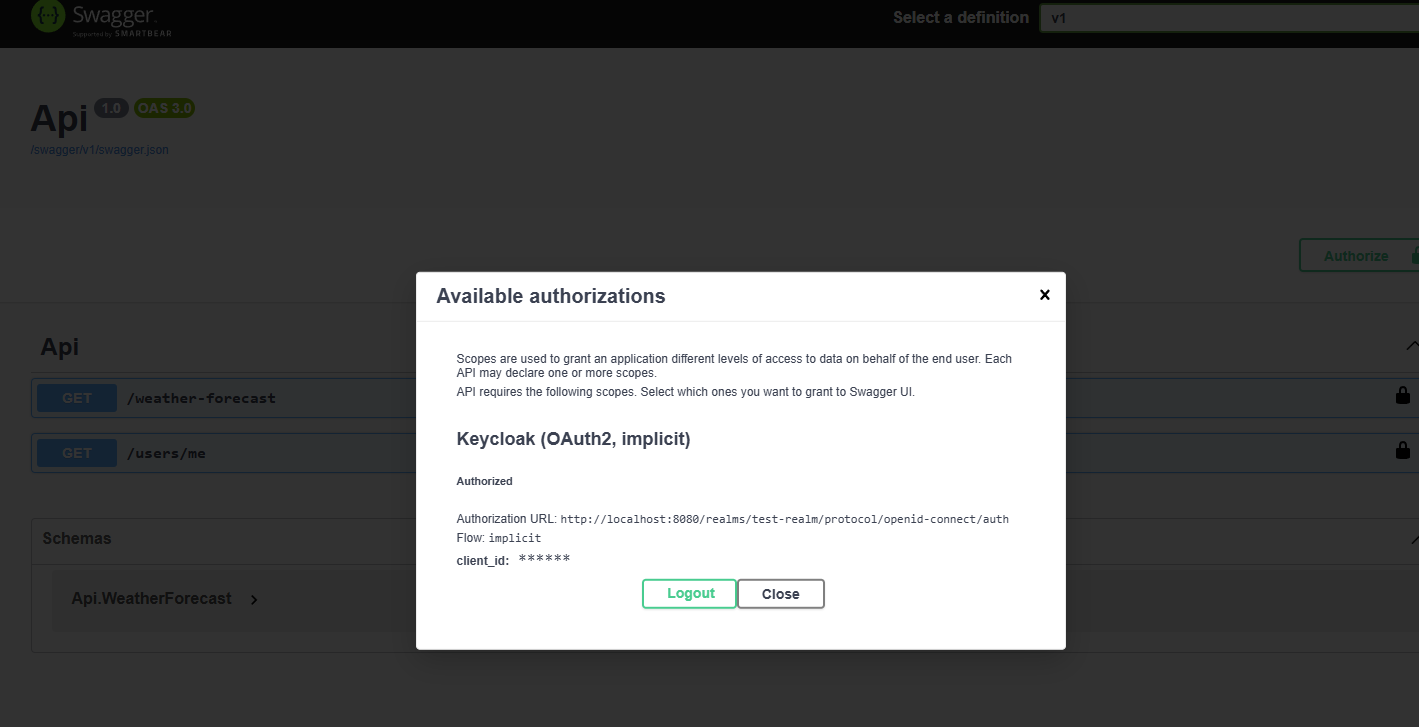 Swagger.
Supported by SMARTBEAR
Select a definition
v1
Api 1.0 OAS 3.0
/swagger/v1/swagger.json
Authorize
Available authorizations
Scopes are used to grant an application different levels of access to data on behalf of the end user. Each
API may declare one or more scopes.
API requires the following scopes. Select which ones you want to grant to Swagger UI.
Keycloak (OAuth2, implicit)
Authorized
Authorization URL: http://localhost:8080/realms/test-realm/protocol/openid-connect/auth
Flow: implicit
client_id: ******
Logout
Close
Api
GET /weather-forecast
GET /users/me
Schemas
Api.WeatherForecast